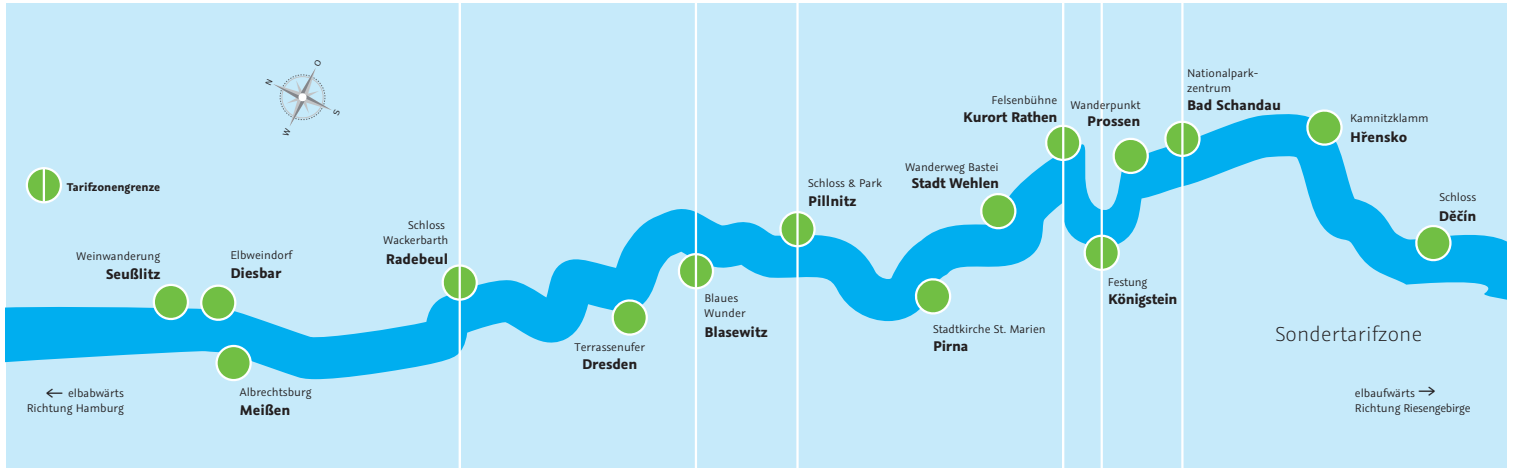 N
O
S
W
Tarifzonengrenze
Weinwanderung
Seußlitz
Elbweindorf
Diesbar
Albrechtsburg
Meißen
← elbabwärts
Richtung Hamburg
Schloss
Wackerbarth
Radebeul
Terrassenufer
Dresden
Blaues
Wunder
Blasewitz
Schloss & Park
Pillnitz
Stadtkirche St. Marien
Pirna
Wanderweg Bastei
Stadt Wehlen
Felsenbühne
Kurort Rathen
Festung
Königstein
Wanderpunkt
Prossen
Nationalpark-
zentrum
Bad Schandau
Kamnitzklamm
Hřensko
Schloss
Děčín
Sondertarifzone
elbaufwärts →
Richtung Riesengebirge